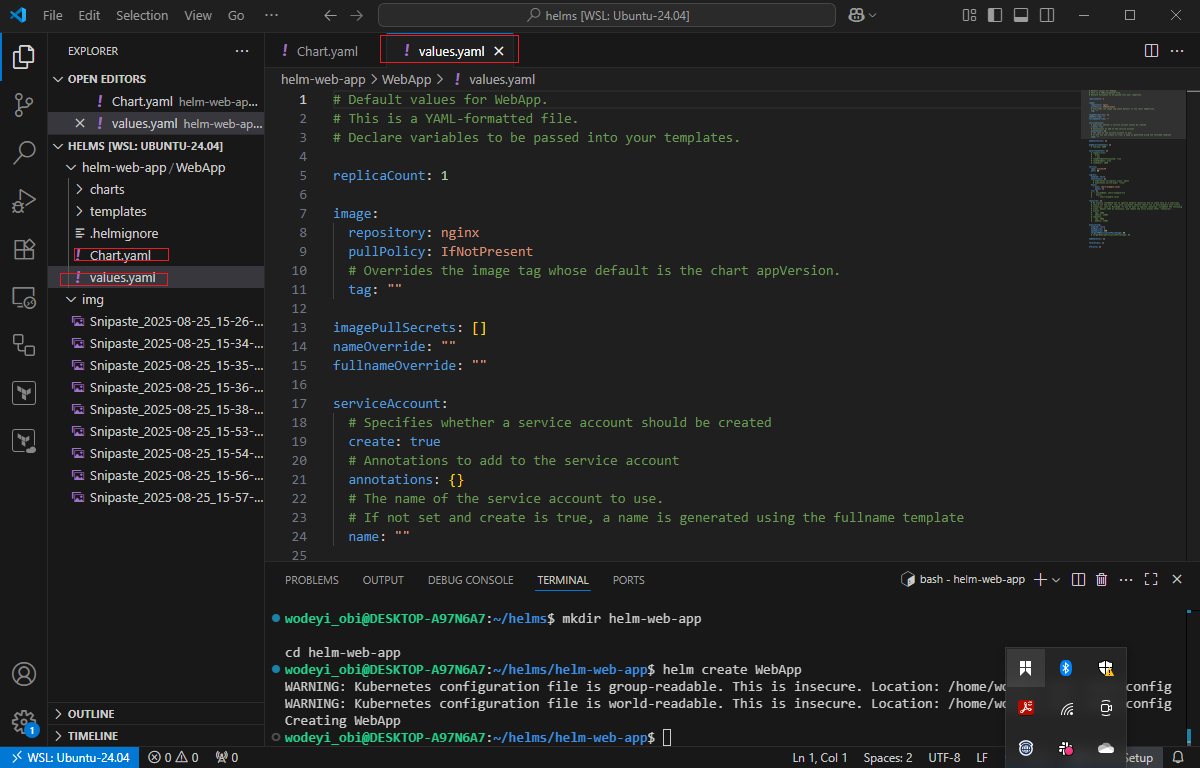 File Edit Selection View Go ··· helms [WSL: Ubuntu-24.04]
EXPLORER ···
OPEN EDITORS
! Chart.yaml helm-web-ap...
! values.yaml helm-web-ap...
HELMS [WSL: UBUNTU-24.04]
helm-web-app / WebApp
charts
templates
.helmignore
! Chart.yaml
! values.yaml
img
Snipaste_2025-08-25_15-26-...
Snipaste_2025-08-25_15-34-...
Snipaste_2025-08-25_15-35-...
Snipaste_2025-08-25_15-36-...
Snipaste_2025-08-25_15-38-...
Snipaste_2025-08-25_15-53-...
Snipaste_2025-08-25_15-54-...
Snipaste_2025-08-25_15-56-...
Snipaste_2025-08-25_15-57-...
OUTLINE
TIMELINE
1
! Chart.yaml ! values.yaml
helm-web-app > WebApp > ! values.yaml
1 # Default values for WebApp.
2 # This is a YAML-formatted file.
3 # Declare variables to be passed into your templates.
4
5 replicaCount: 1
6
7 image:
8 repository: nginx
9 pullPolicy: IfNotPresent
10 # Overrides the image tag whose default is the chart appVersion.
11 tag: ""
12
13 imagePullSecrets: []
14 nameOverride: ""
15 fullnameOverride: ""
16
17 serviceAccount:
18 # Specifies whether a service account should be created
19 create: true
20 # Annotations to add to the service account
21 annotations: {}
22 # The name of the service account to use.
23 # If not set and create is true, a name is generated using the fullname template
24 name: ""
25
PROBLEMS OUTPUT DEBUG CONSOLE TERMINAL PORTS bash - helm-web-app
wodeyi_obi@DESKTOP-A97N6A7:~/helms$ mkdir helm-web-app
cd helm-web-app
wodeyi_obi@DESKTOP-A97N6A7:~/helms/helm-web-app$ helm create WebApp
WARNING: Kubernetes configuration file is group-readable. This is insecure. Location: /home/wo config
WARNING: Kubernetes configuration file is world-readable. This is insecure. Location: /home/wo config
Creating WebApp
wodeyi_obi@DESKTOP-A97N6A7:~/helms/helm-web-app$
WSL: Ubuntu-24.04 0 0 0 Ln 1, Col 1 Spaces: 2 UTF-8 LF Setup